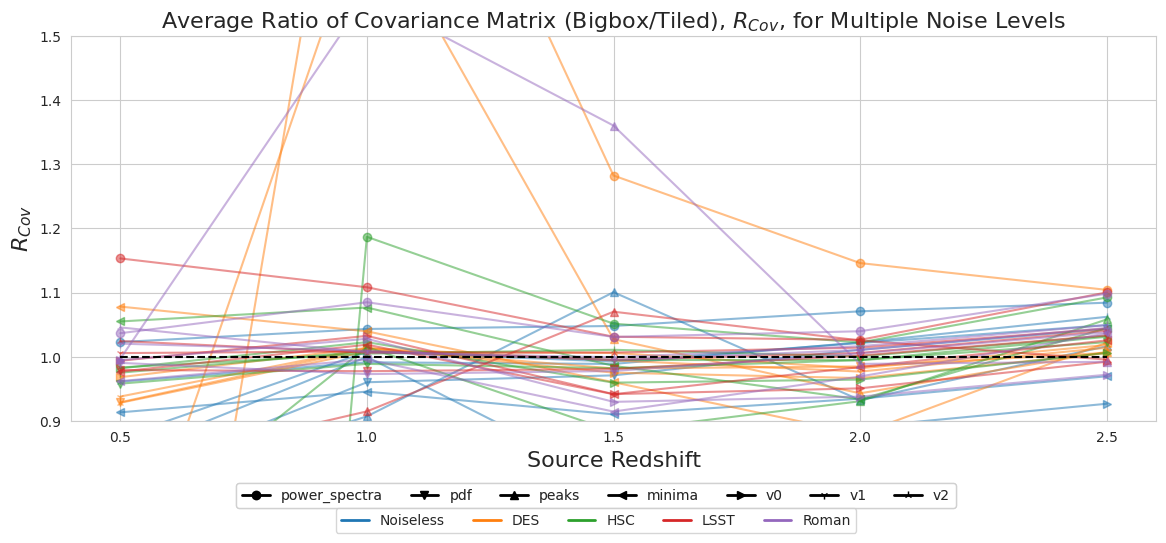 Average Ratio of Covariance Matrix (Bigbox/Tiled), R_Cov, for Multiple Noise Levels
1.5
1.4
1.3
1.2
1.1
1.0
0.9
R_Cov
0.5 1.0 1.5 2.0 2.5
Source Redshift
power_spectra pdf peaks minima v0 v1 v2
Noiseless DES HSC LSST Roman